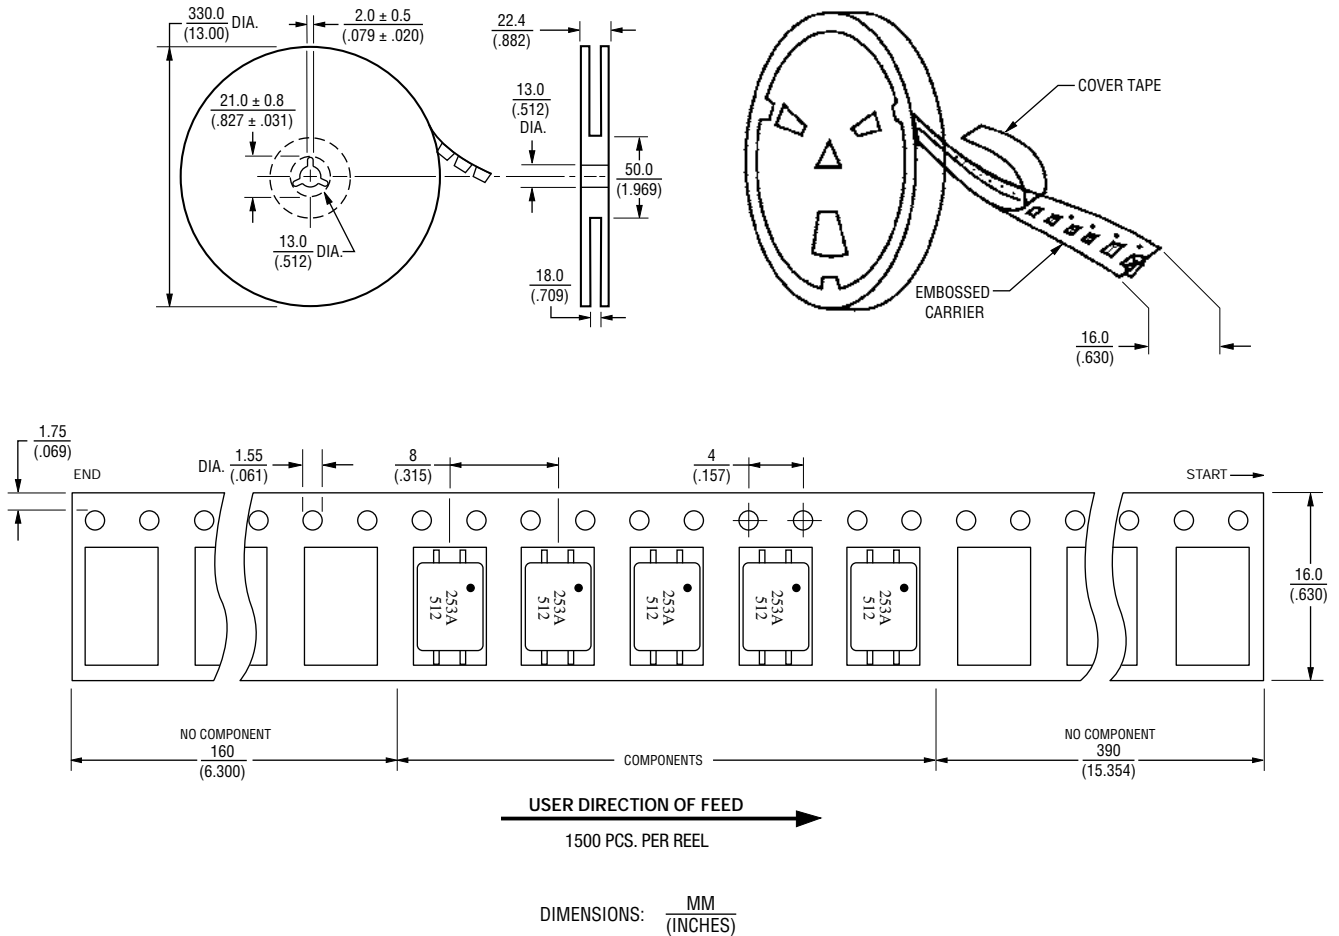 330.0
(13.00)
DIA.
2.0 ± 0.5
(.079 ± .020)
22.4
(.882)
21.0 ± 0.8
(.827 ± .031)
13.0
(.512)
DIA.
COVER TAPE
50.0
(1.969)
13.0
(.512)
DIA.
18.0
(.709)
EMBOSSED
CARRIER
16.0
(.630)
1.75
(.069)
END
DIA.
1.55
(.061)
8
(.315)
4
(.157)
START
253A
512
253A
512
253A
512
253A
512
253A
512
16.0
(.630)
NO COMPONENT
160
(6.300)
COMPONENTS
NO COMPONENT
390
(15.354)
USER DIRECTION OF FEED
1500 PCS. PER REEL
DIMENSIONS:
MM
(INCHES)